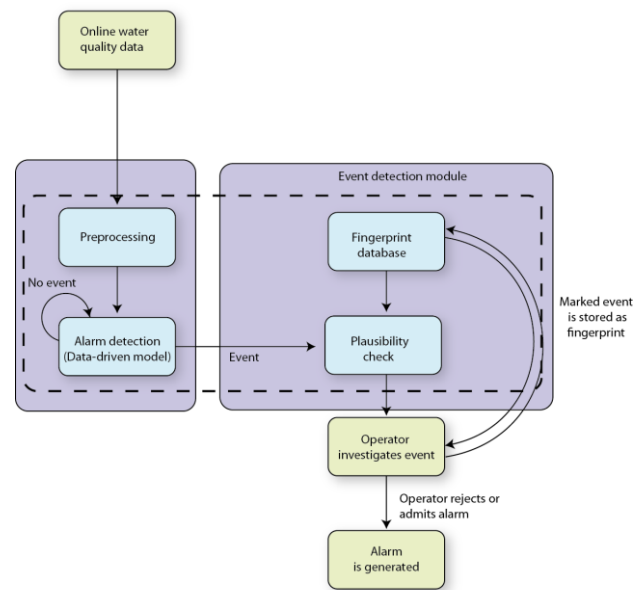 Online water
quality data
Event detection module
Preprocessing
Fingerprint
database
No event
Marked event
is stored as
fingerprint
Alarm detection
(Data-driven model)
Event
Plausibility
check
Operator
investigates event
Operator rejects or
admits alarm
Alarm
is generated